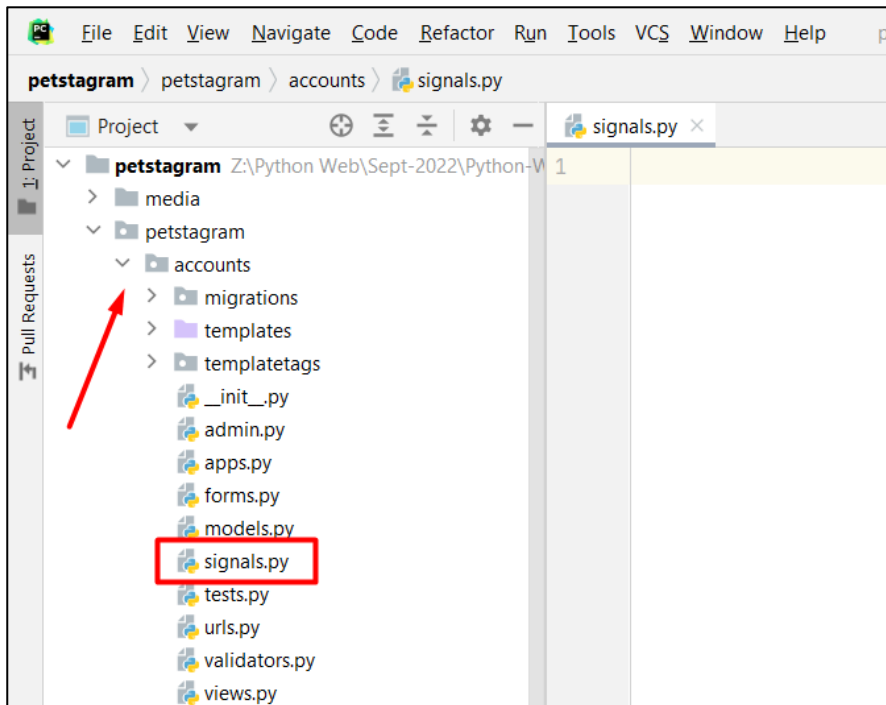 PC
File Edit View Navigate Code Refactor Run Tools VCS Window Help
petstagram petstagram accounts signals.py
1: Project
Pull Requests
Project
signals.py
petstagram Z:\Python Web\Sept-2022\Python-W
1
media
petstagram
accounts
migrations
templates
templatetags
__init__.py
admin.py
apps.py
forms.py
models.py
signals.py
tests.py
urls.py
validators.py
views.py